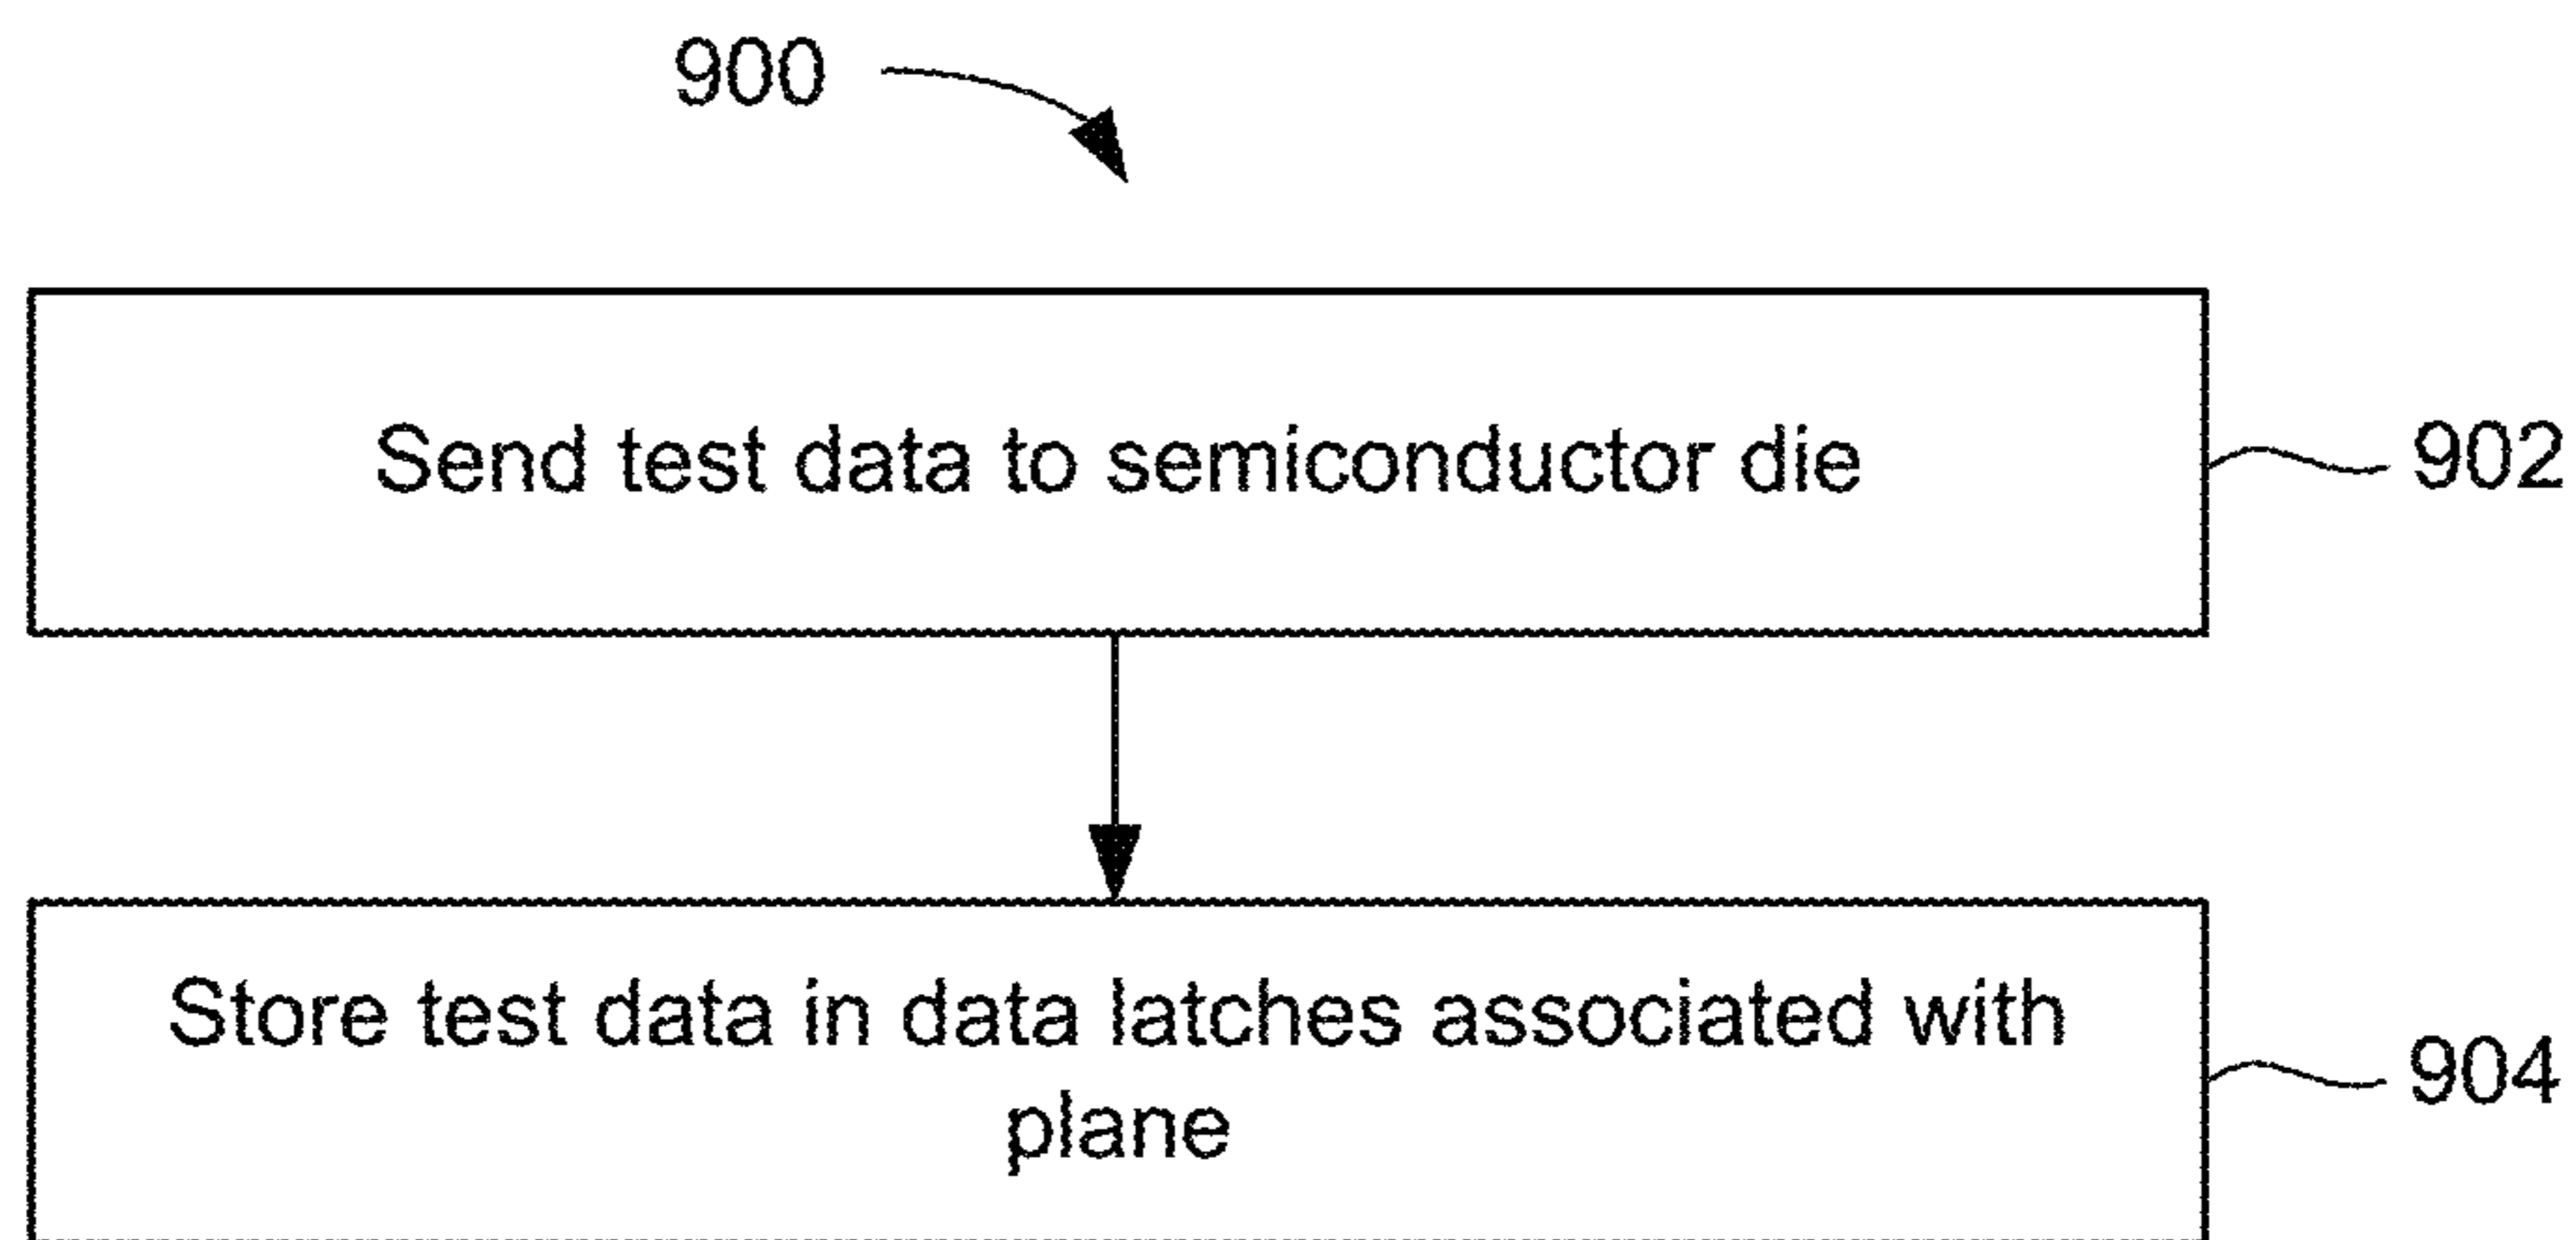 900
Send test data to semiconductor die
902
Store test data in data latches associated with
plane
904